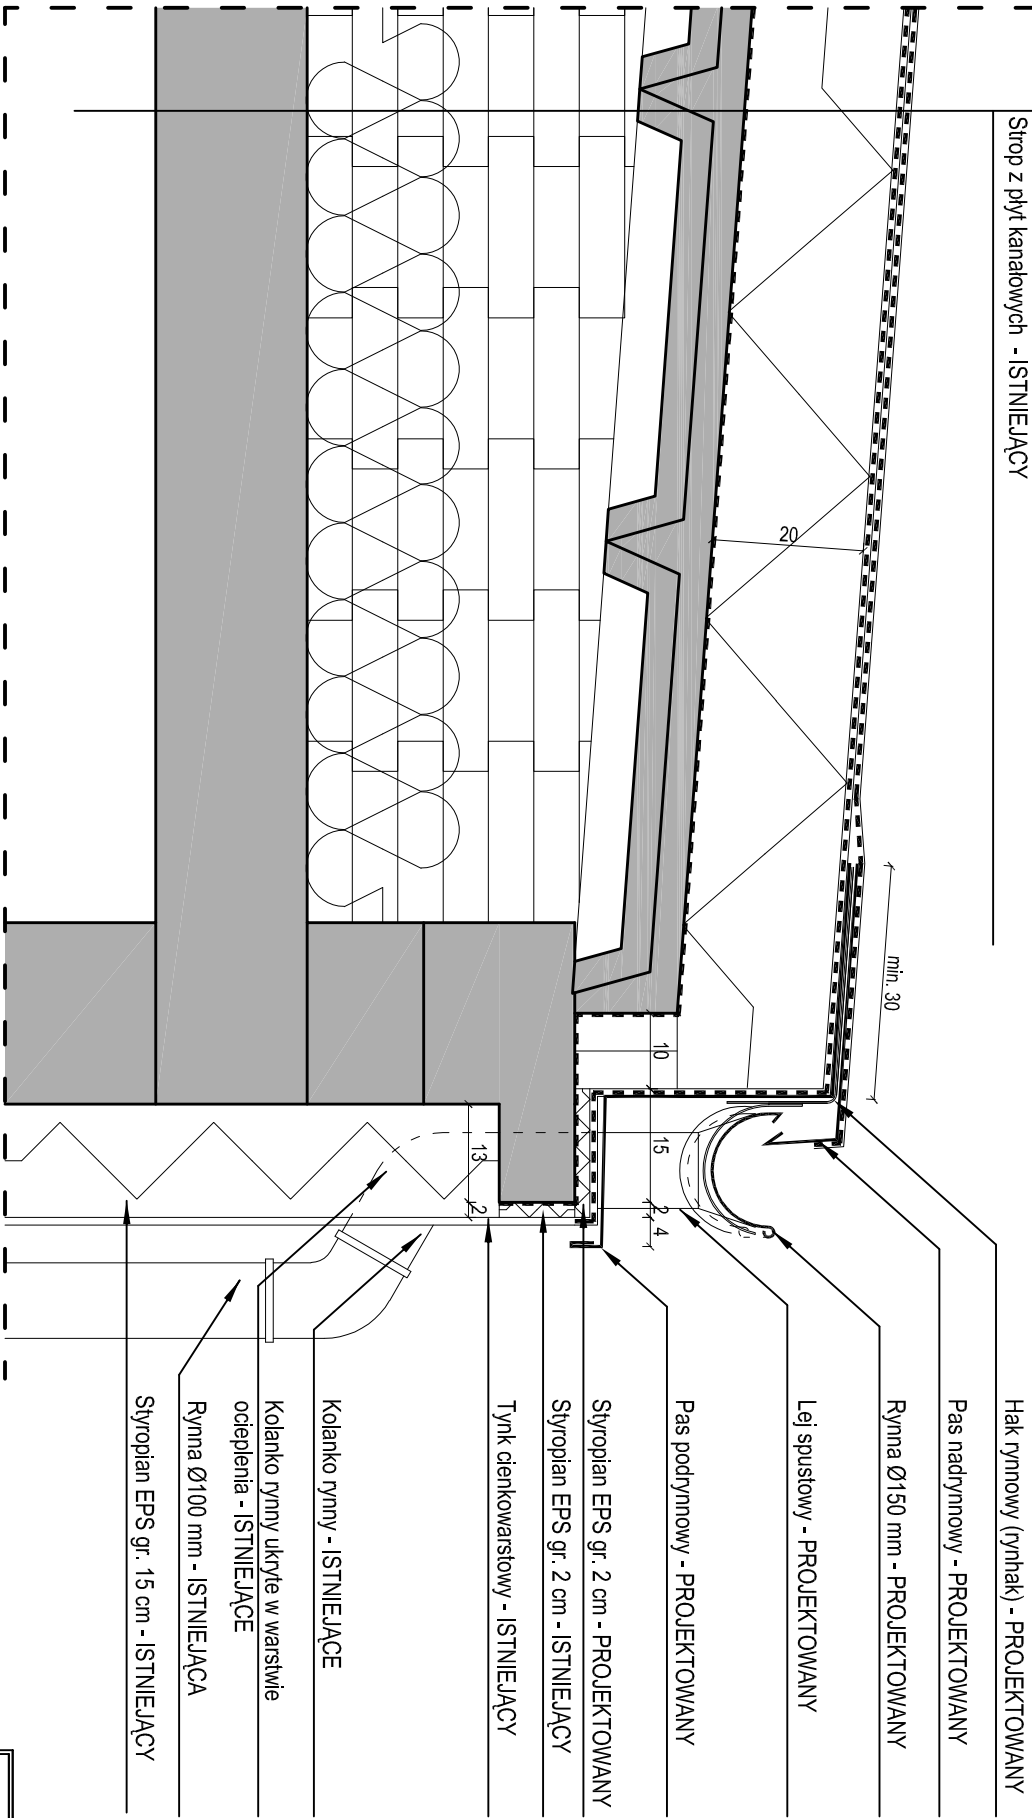 Strop z płyt kanałowych - ISTNIEJĄCY
20
min. 30
10
15
2
4
13
2
Hak rynnowy (rynhak) - PROJEKTOWANY
Pas nadrynnowy - PROJEKTOWANY
Rynna Ø150 mm - PROJEKTOWANY
Lej spustowy - PROJEKTOWANY
Pas podrynnowy - PROJEKTOWANY
Styropian EPS gr. 2 cm - PROJEKTOWANY
Styropian EPS gr. 2 cm - ISTNIEJĄCY
Tynk cienkowarstowy - ISTNIEJĄCY
Kolanko rynny - ISTNIEJĄCE
Kolanko rynny ukryte w warstwie
ocieplenia - ISTNIEJĄCE
Rynna Ø100 mm - ISTNIEJĄCA
Styropian EPS gr. 15 cm - ISTNIEJĄCY